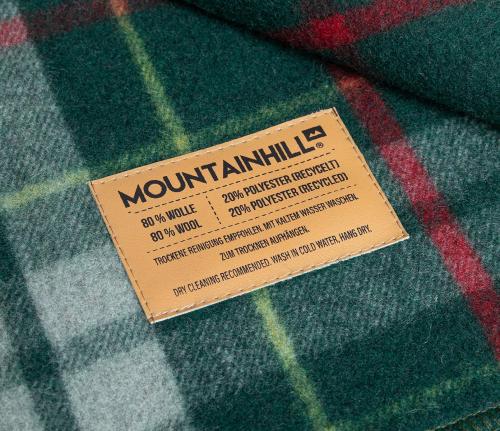 MOUNTAINHILL®
80 % WOLLE 20% POLYESTER (RECYCELT)
80 % WOOL 20% POLYESTER (RECYCLED)
TROCKENE REINIGUNG EMPFOHLEN. MIT KALTEM WASSER WASCHEN.
ZUM TROCKNEN AUFHÄNGEN.
DRY CLEANING RECOMMENDED. WASH IN COLD WATER, HANG DRY.